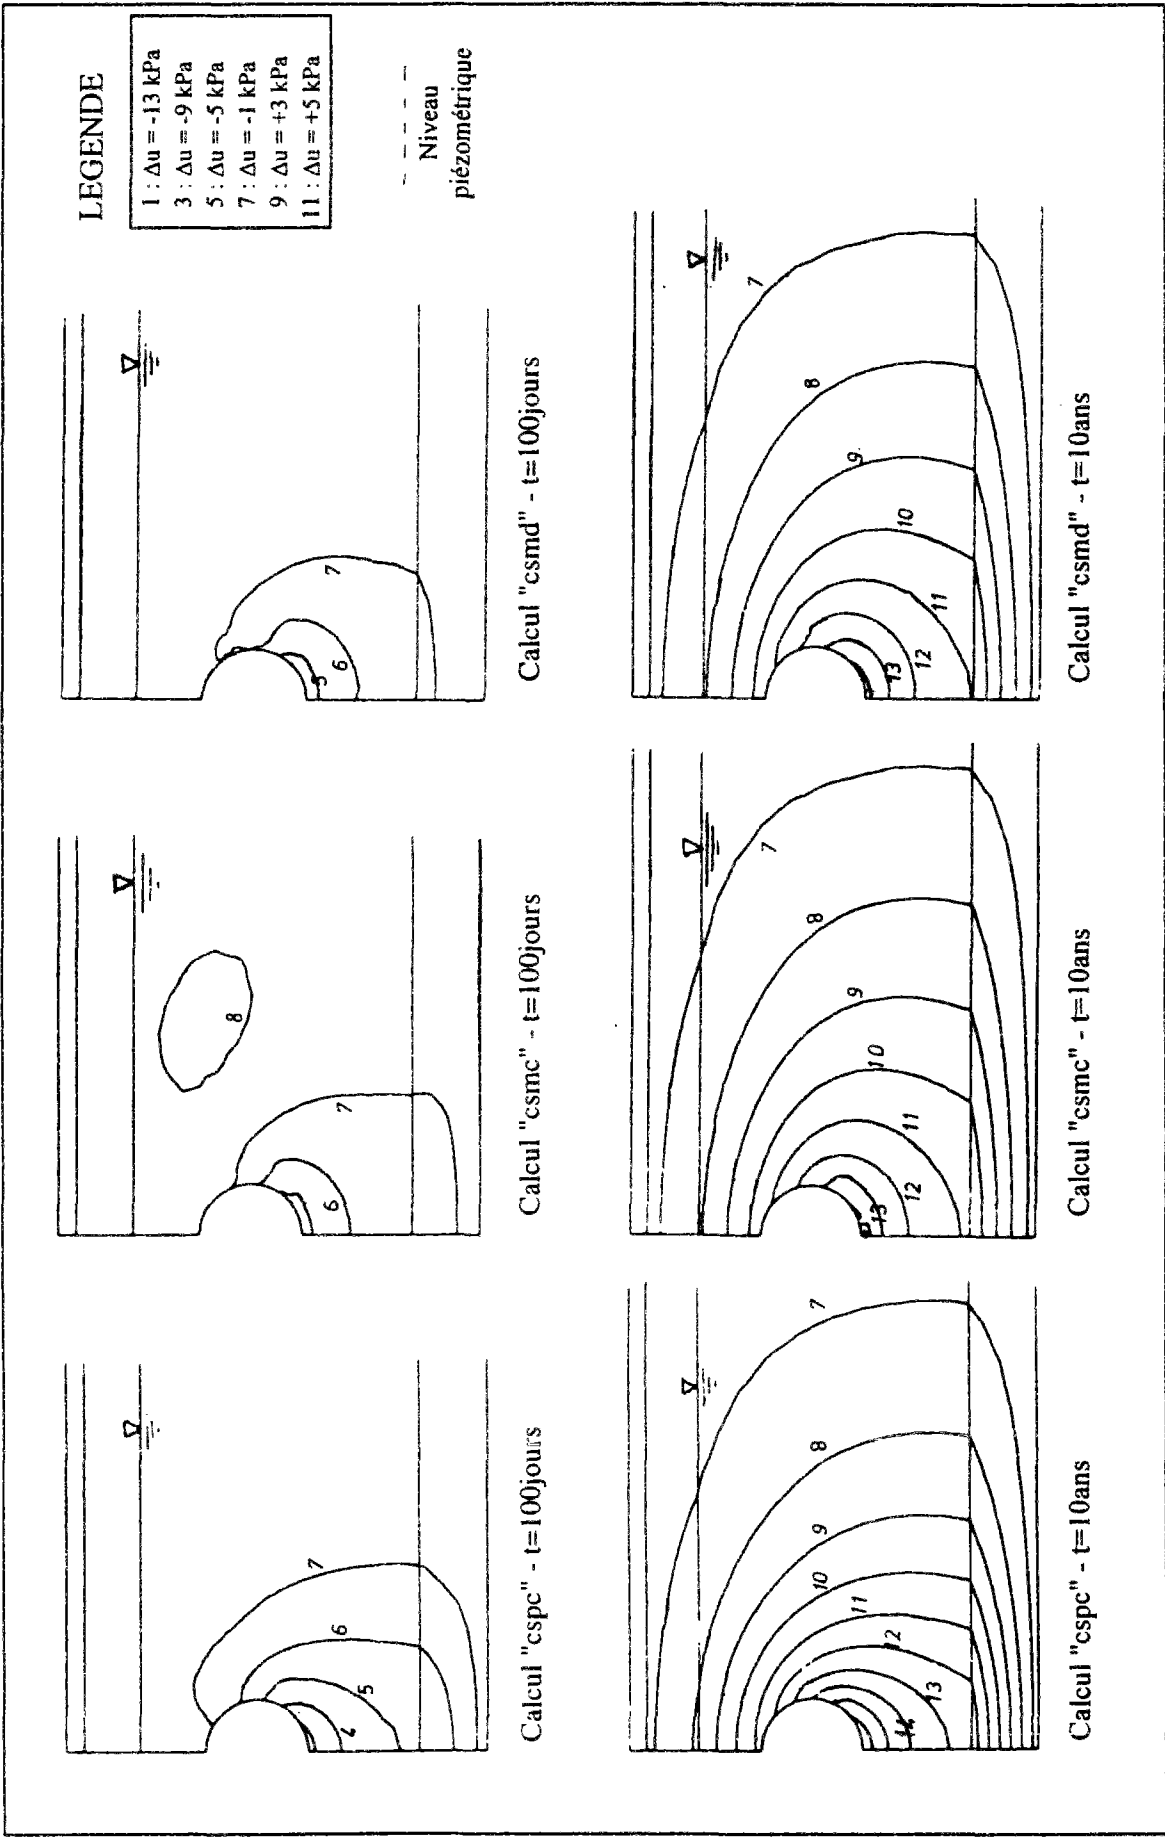 LEGENDE
1 : Δu = -13 kPa
3 : Δu = -9 kPa
5 : Δu = -5 kPa
7 : Δu = -1 kPa
9 : Δu = +3 kPa
11 : Δu = +5 kPa
Niveau
piézométrique
4
5
6
7
Calcul "cspc" - t=100jours
6
7
8
Calcul "csmc" - t=100jours
5
6
7
Calcul "csmd" - t=100jours
7
8
9
10
11
12
13
14
Calcul "cspc" - t=10ans
7
8
9
10
11
12
13
Calcul "csmc" - t=10ans
7
8
9
10
11
12
13
Calcul "csmd" - t=10ans